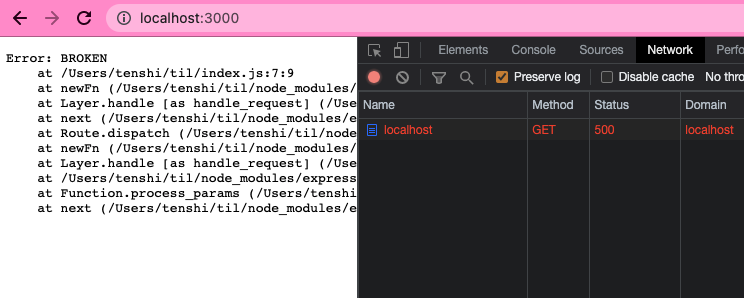 localhost:3000
Error: BROKEN
at /Users/tenshi/til/index.js:7:9
at newFn (/Users/tenshi/til/node_modules/
at Layer.handle [as handle_request] (/Use
at next (/Users/tenshi/til/node_modules/e
at Route.dispatch (/Users/tenshi/til/node
at newFn (/Users/tenshi/til/node_modules/
at Layer.handle [as handle_request] (/Use
at /Users/tenshi/til/node_modules/express
at Function.process_params (/Users/tenshi
at next (/Users/tenshi/til/node_modules/e
Elements Console Sources Network Perfo
Preserve log Disable cache No thro
Name Method Status Domain
localhost GET 500 localhost